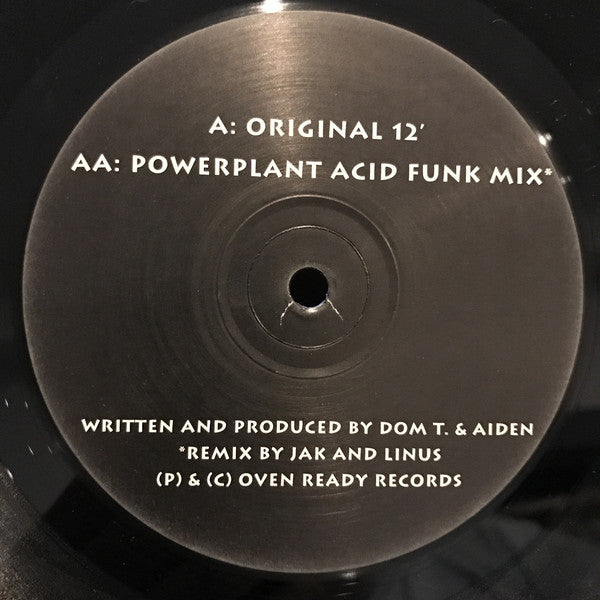 A: ORIGINAL 12'
AA: POWERPLANT ACID FUNK MIX*
WRITTEN AND PRODUCED BY DOM T. & AIDEN
*REMIX BY JAK AND LINUS
(P) & (C) OVEN READY RECORDS